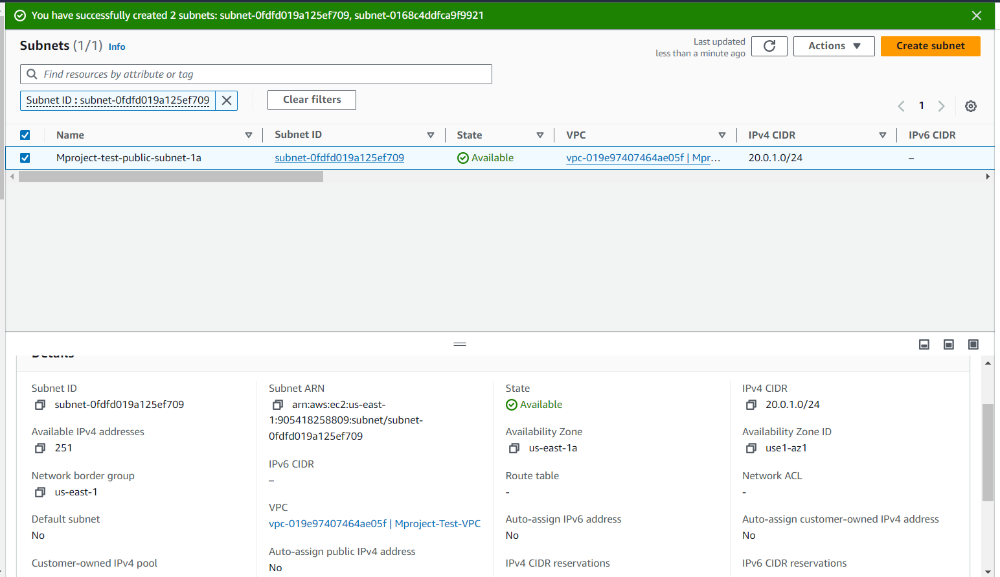 You have successfully created 2 subnets: subnet-0fdfd019a125ef709, subnet-0168c4ddfca9f9921
Subnets (1/1) Info
Last updated
less than a minute ago
Actions
Create subnet
Find resources by attribute or tag
Subnet ID : subnet-0fdfd019a125ef709
Clear filters
1
Name Subnet ID State VPC IPv4 CIDR IPv6 CIDR
Mproject-test-public-subnet-1a subnet-0fdfd019a125ef709 Available vpc-019e97407464ae05f | Mpr... 20.0.1.0/24 –
Details
Subnet ID
subnet-0fdfd019a125ef709
Available IPv4 addresses
251
Network border group
us-east-1
Default subnet
No
Customer-owned IPv4 pool
Subnet ARN
arn:aws:ec2:us-east-
1:905418258809:subnet/subnet-
0fdfd019a125ef709
IPv6 CIDR
–
VPC
vpc-019e97407464ae05f | Mproject-Test-VPC
Auto-assign public IPv4 address
No
State
Available
Availability Zone
us-east-1a
Route table
-
Auto-assign IPv6 address
No
IPv4 CIDR reservations
IPv4 CIDR
20.0.1.0/24
Availability Zone ID
use1-az1
Network ACL
-
Auto-assign customer-owned IPv4 address
No
IPv6 CIDR reservations